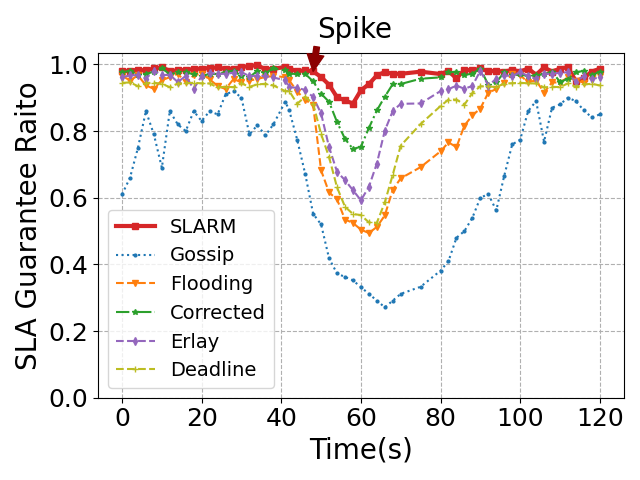 Spike
SLA Guarantee Raito
1.0
0.8
0.6
0.4
0.2
0.0
SLARM
Gossip
Flooding
Corrected
Erlay
Deadline
0 20 40 60 80 100 120
Time(s)